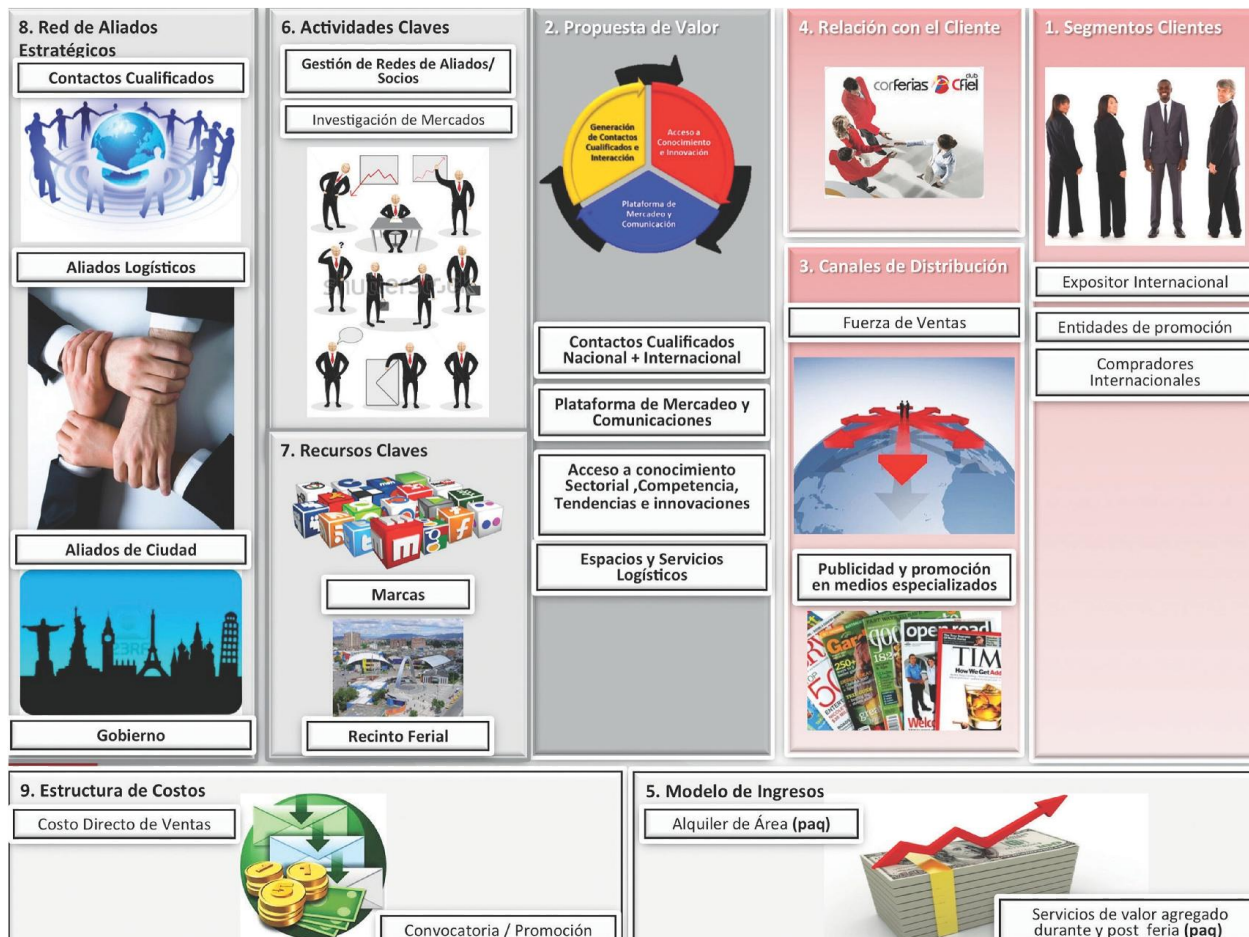 8. Red de Aliados
Estratégicos
Contactos Cualificados
Aliados Logísticos
Aliados de Ciudad
Gobierno
6. Actividades Claves
Gestión de Redes de Aliados/
Socios
Investigación de Mercados
7. Recursos Claves
Marcas
Recinto Ferial
2. Propuesta de Valor
Generación
de Contactos
Cualificados e
Interacción
Acceso a
Conocimiento
e Innovación
Plataforma de
Mercadeo y
Comunicación
Contactos Cualificados
Nacional + Internacional
Plataforma de Mercadeo y
Comunicaciones
Acceso a conocimiento
Sectorial ,Competencia,
Tendencias e innovaciones
Espacios y Servicios
Logísticos
4. Relación con el Cliente
corferias club Cfiel
3. Canales de Distribución
Fuerza de Ventas
Publicidad y promoción
en medios especializados
open road
TIM
How We Get Add
1. Segmentos Clientes
Expositor Internacional
Entidades de promoción
Compradores
Internacionales
9. Estructura de Costos
Costo Directo de Ventas
Convocatoria / Promoción
5. Modelo de Ingresos
Alquiler de Área (paq)
Servicios de valor agregado
durante y post feria (paq)